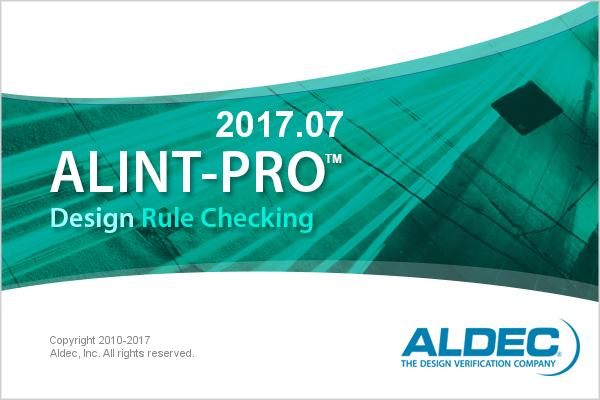 2017.07
ALINT-PRO™
Design Rule Checking
Copyright 2010-2017
Aldec, Inc. All rights reserved.
ALDEC®
THE DESIGN VERIFICATION COMPANY